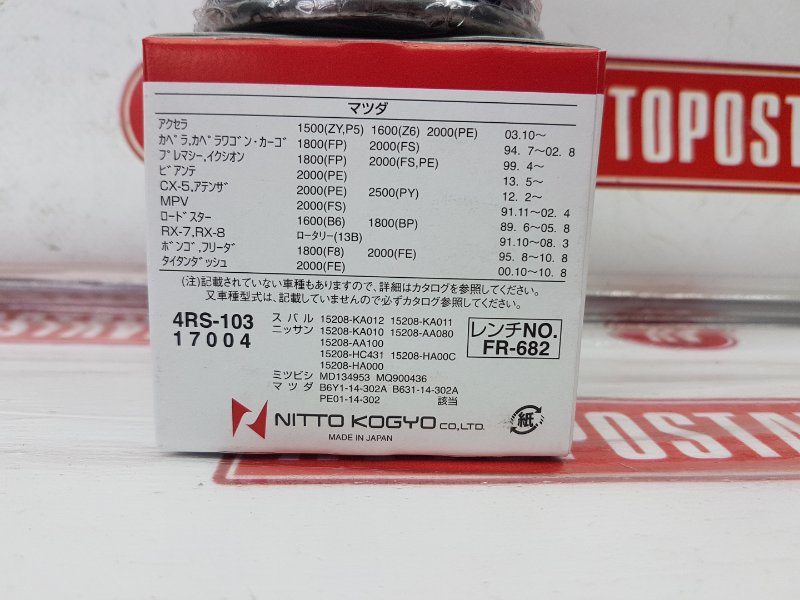 マツダ
アクセラ 1500(ZY,P5) 1600(Z6) 2000(PE) 03.10～
カペラ,カペラワゴン・カーゴ 1800(FP) 2000(FS) 94. 7～02. 8
プレマシー,イクシオン 1800(FP) 2000(FS,PE) 99. 4～
ビアンテ 2000(PE) 13. 5～
CX-5,アテンザ 2000(PE) 2500(PY) 12. 2～
MPV 2000(FS) 91.11～02. 4
ロードスター 1600(B6) 1800(BP) 89. 6～05. 8
RX-7,RX-8 ロータリー(13B) 91.10～08. 3
ボンゴ,フリーダ 1800(F8) 2000(FE) 95. 8～10. 8
タイタンダッシュ 2000(FE) 00.10～10. 8
(注)記載されていない車種もありますので、詳細はカタログを参照してください。
又車種型式は、記載していませんので必ずカタログ参照してください。
4RS-103
17004
スバル 15208-KA012 15208-KA011
ニッサン 15208-KA010 15208-AA080
15208-AA100
15208-HC431 15208-HA00C
15208-HA000
ミツビシ MD134953 MQ900436
マツダ B6Y1-14-302A B631-14-302A
PE01-14-302 該当
レンチNO.
FR-682
NITTO KOGYO CO.,LTD.
MADE IN JAPAN
紙
TOPOST
TOPOSTA